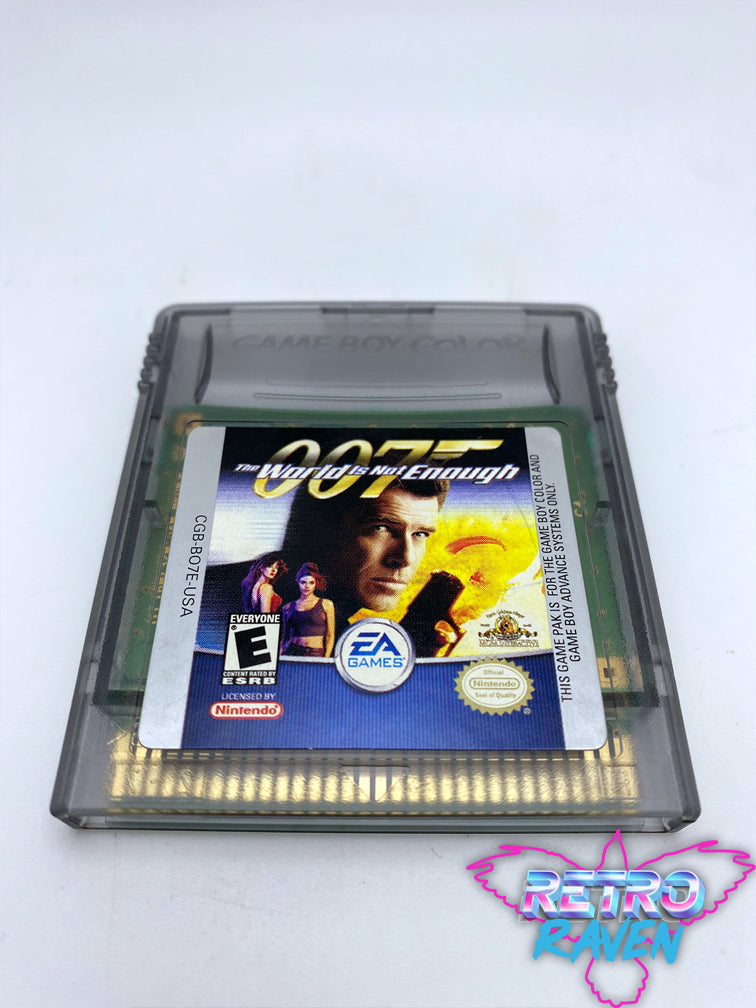 GAME BOY COLOR
007
The World Is Not Enough
CGB-BO7E-USA
THIS GAME PAK IS FOR THE GAME BOY COLOR AND
GAME BOY ADVANCE SYSTEMS ONLY.
EVERYONE
E
CONTENT RATED BY
ESRB
LICENSED BY
Nintendo
EA
GAMES
Official
Nintendo
Seal of Quality
RETRO
RAVEN